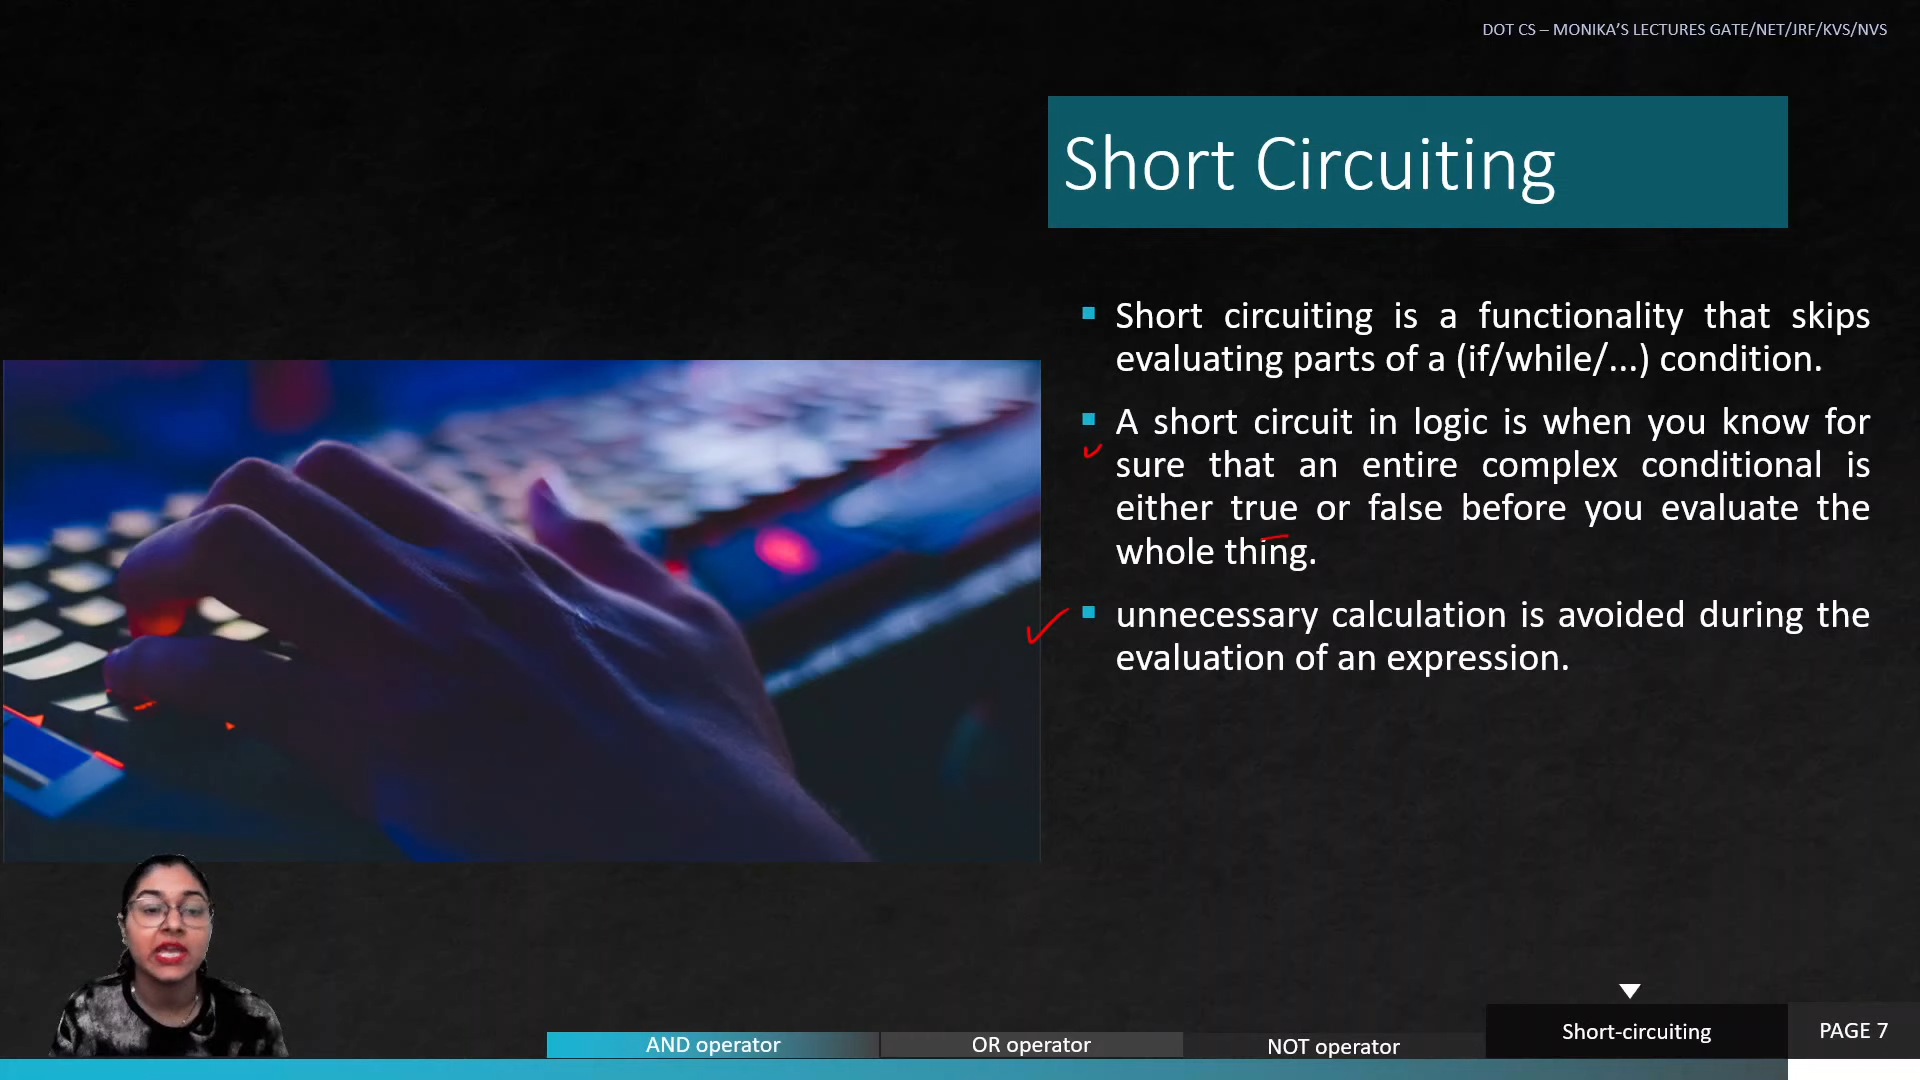 DOT CS – MONIKA’S LECTURES GATE/NET/JRF/KVS/NVS
Short Circuiting
Short circuiting is a functionality that skips
evaluating parts of a (if/while/...) condition.
A short circuit in logic is when you know for
sure that an entire complex conditional is
either true or false before you evaluate the
whole thing.
unnecessary calculation is avoided during the
evaluation of an expression.
AND operator
OR operator
NOT operator
Short-circuiting
PAGE 7